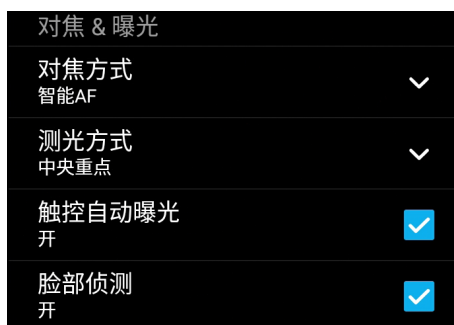 对焦 & 曝光
对焦方式
智能AF
测光方式
中央重点
触控自动曝光
开
脸部侦测
开